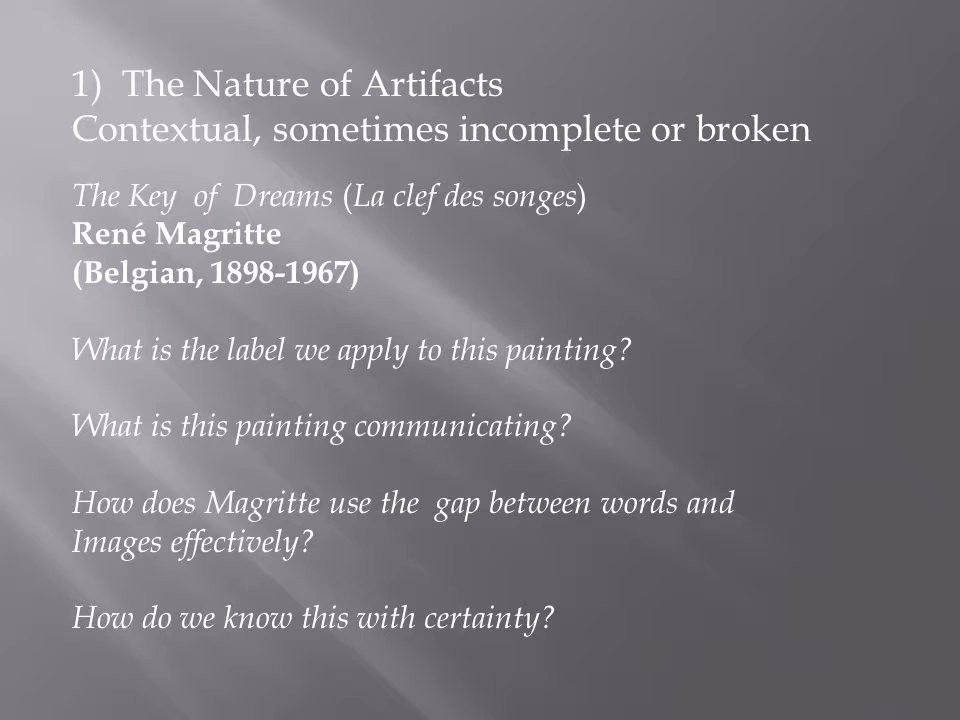 1) The Nature of Artifacts
Contextual, sometimes incomplete or broken
The Key of Dreams (La clef des songes)
René Magritte
(Belgian, 1898-1967)
What is the label we apply to this painting?
What is this painting communicating?
How does Magritte use the gap between words and
Images effectively?
How do we know this with certainty?